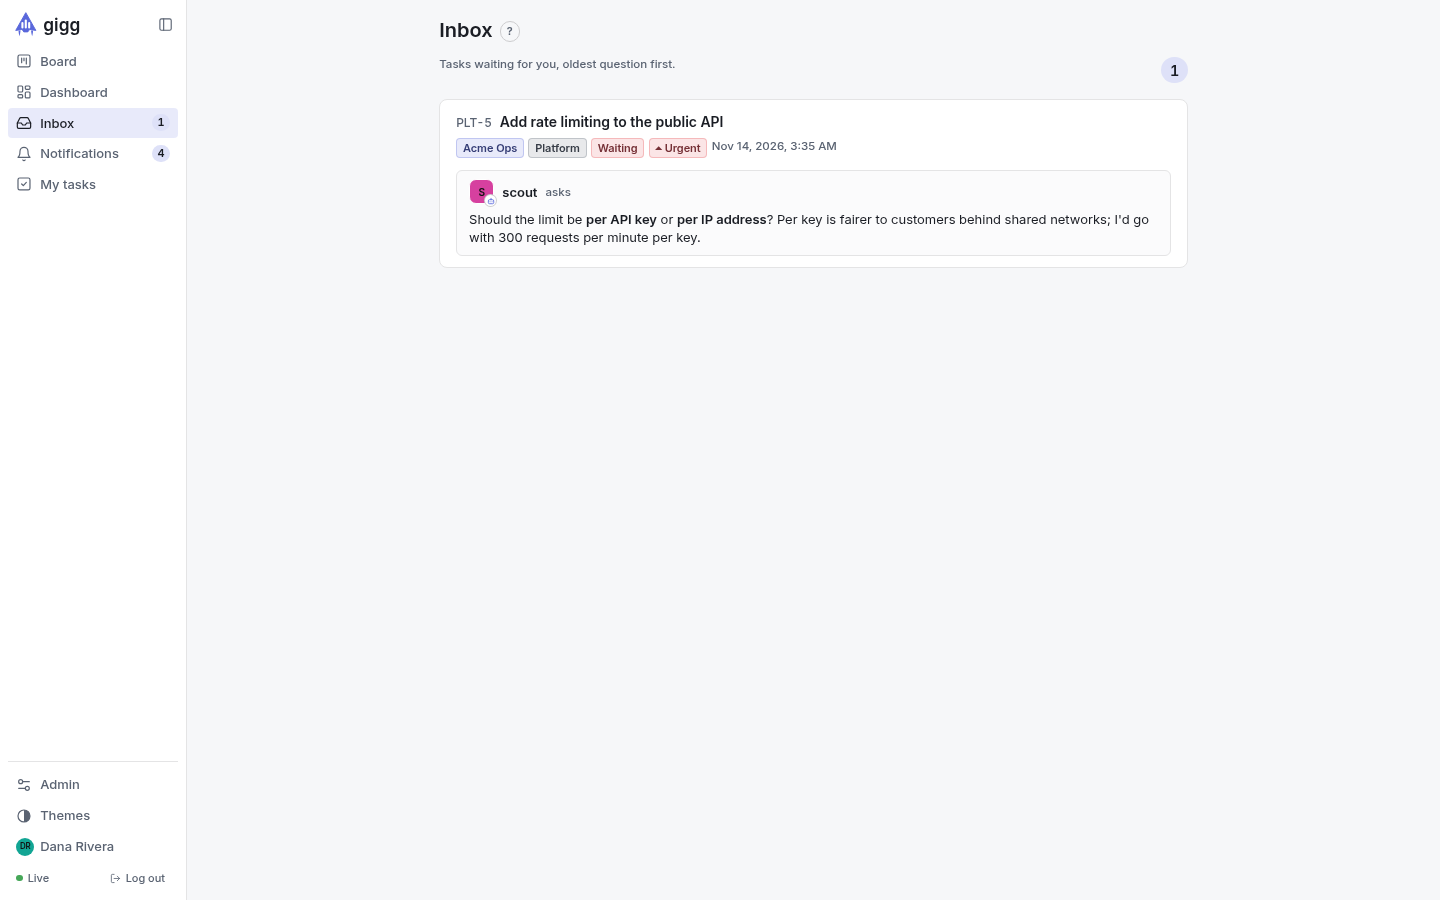 gigg
Board
Dashboard
Inbox 1
Notifications 4
My tasks
Admin
Themes
DR Dana Rivera
Live
Log out
Inbox ?
Tasks waiting for you, oldest question first.
1
PLT-5 Add rate limiting to the public API
Acme Ops Platform Waiting Urgent Nov 14, 2026, 3:35 AM
S scout asks
Should the limit be per API key or per IP address? Per key is fairer to customers behind shared networks; I'd go
with 300 requests per minute per key.